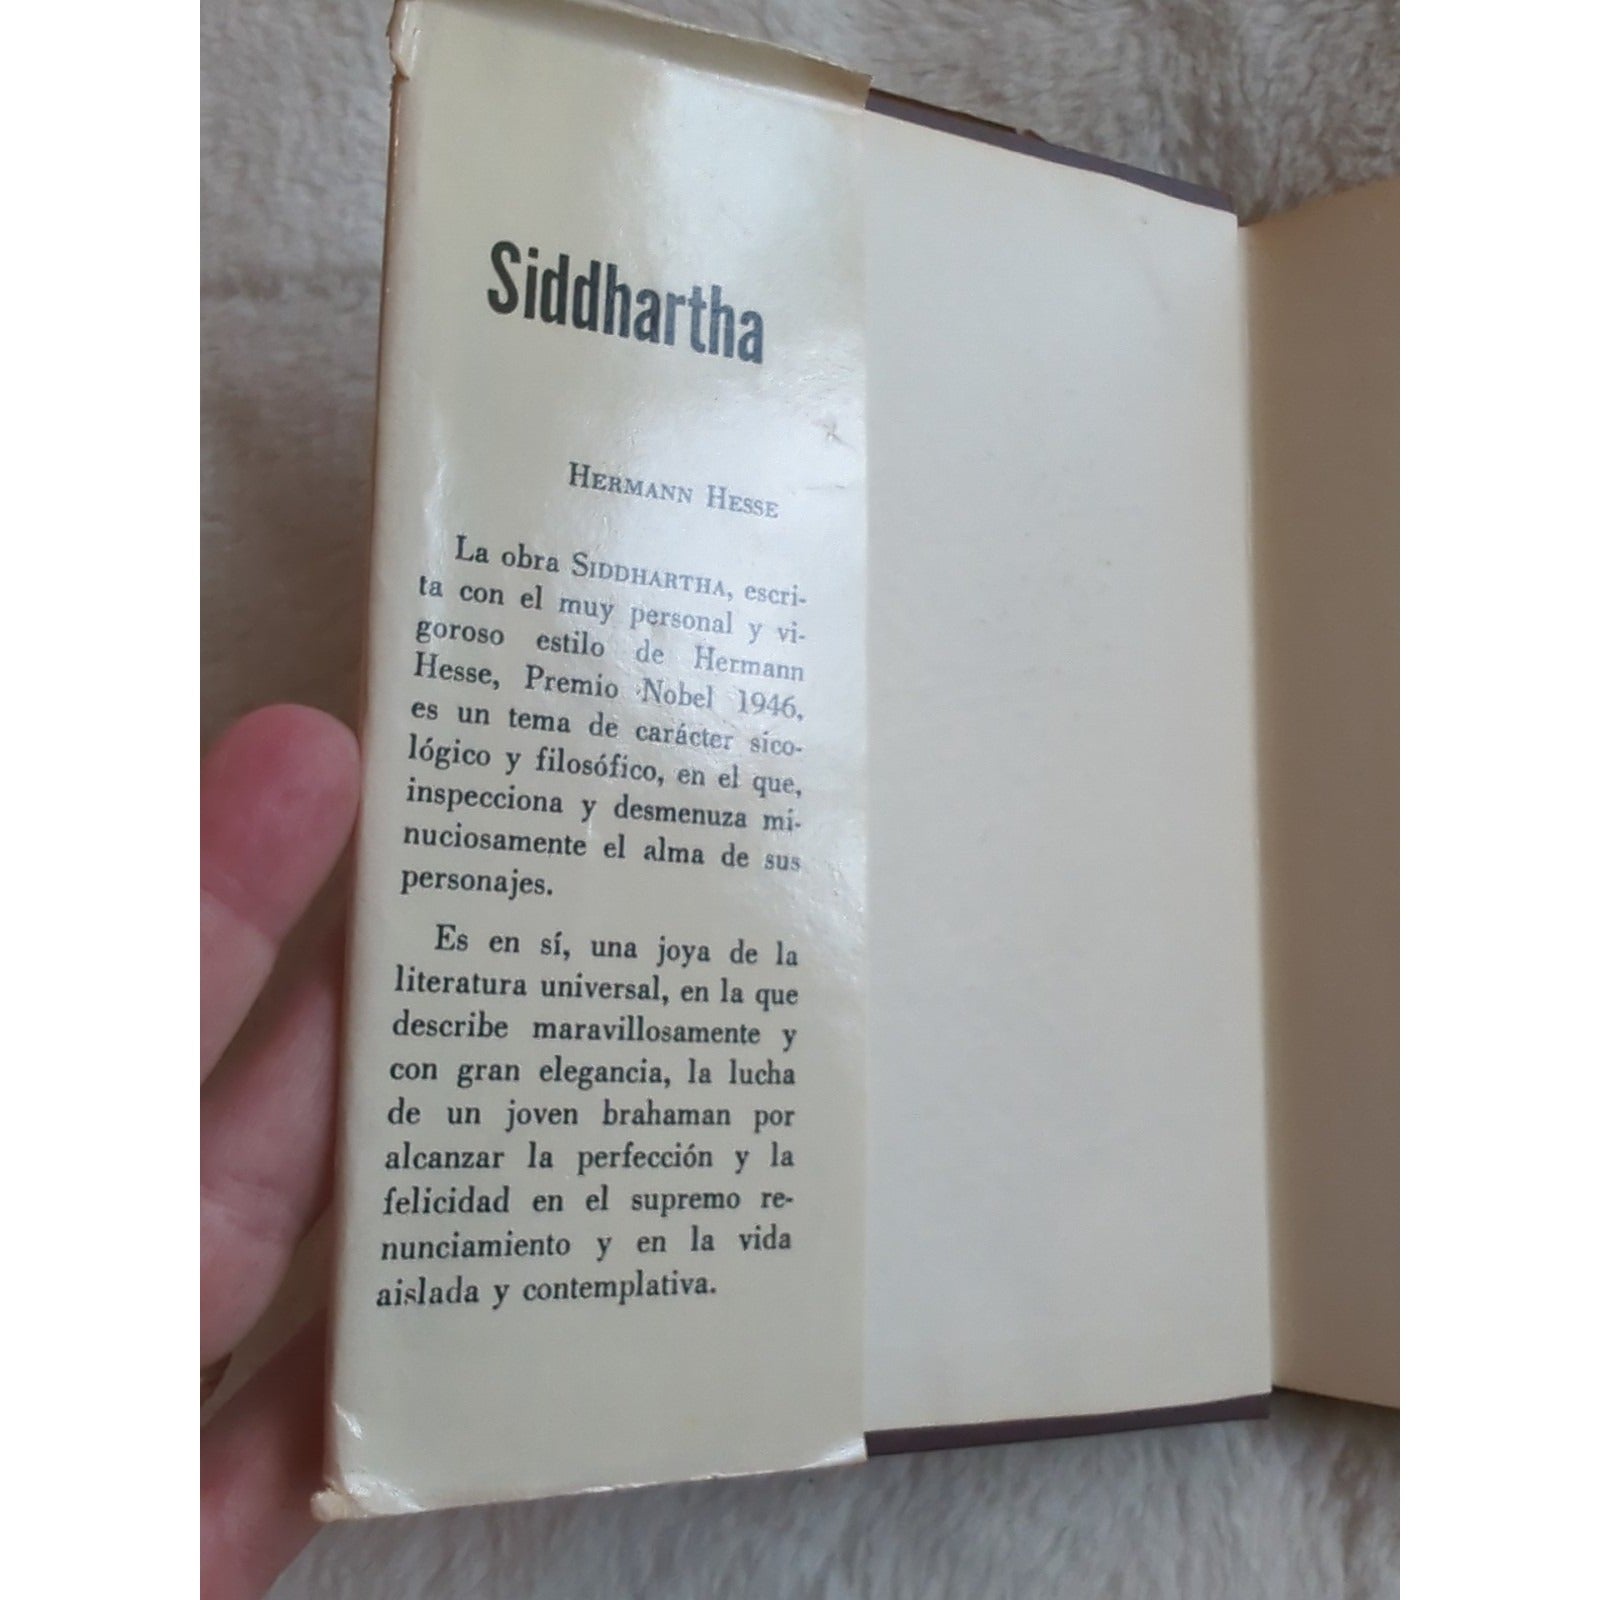 Siddhartha
HERMANN HESSE
La obra SIDDHARTHA, escri-
ta con el muy personal y vi-
goroso estilo de Hermann
Hesse, Premio Nobel 1946,
es un tema de carácter sico-
lógico y filosófico, en el que,
inspecciona y desmenuza mi-
nuciosamente el alma de sus
personajes.
Es en sí, una joya de la
literatura universal, en la que
describe maravillosamente y
con gran elegancia, la lucha
de un joven brahaman por
alcanzar la perfección y la
felicidad en el supremo re-
nunciamiento y en la vida
aislada y contemplativa.